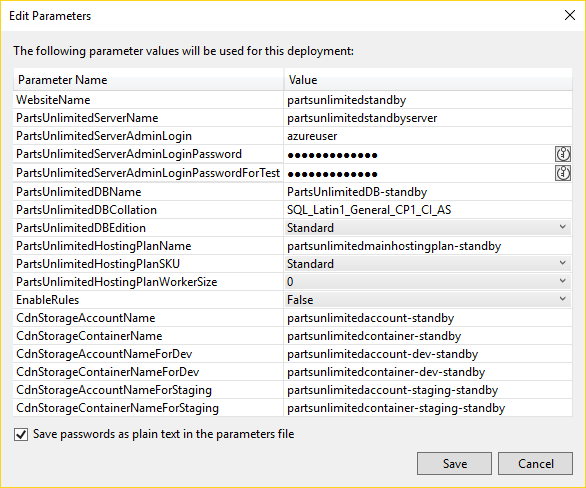 Edit Parameters
The following parameter values will be used for this deployment:
Parameter Name Value
WebsiteName partsunlimitedstandby
PartsUnlimitedServerName partsunlimitedstandbyserver
PartsUnlimitedServerAdminLogin azureuser
PartsUnlimitedServerAdminLoginPassword ●●●●●●●●●●●●●
PartsUnlimitedServerAdminLoginPasswordForTest ●●●●●●●●●●●●●
PartsUnlimitedDBName PartsUnlimitedDB-standby
PartsUnlimitedDBCollation SQL_Latin1_General_CP1_CI_AS
PartsUnlimitedDBEdition Standard
PartsUnlimitedHostingPlanName partsunlimitedmainhostingplan-standby
PartsUnlimitedHostingPlanSKU Standard
PartsUnlimitedHostingPlanWorkerSize 0
EnableRules False
CdnStorageAccountName partsunlimitedaccount-standby
CdnStorageContainerName partsunlimitedcontainer-standby
CdnStorageAccountNameForDev partsunlimitedaccount-dev-standby
CdnStorageContainerNameForDev partsunlimitedcontainer-dev-standby
CdnStorageAccountNameForStaging partsunlimitedaccount-staging-standby
CdnStorageContainerNameForStaging partsunlimitedcontainer-staging-standby
Save passwords as plain text in the parameters file
Save Cancel